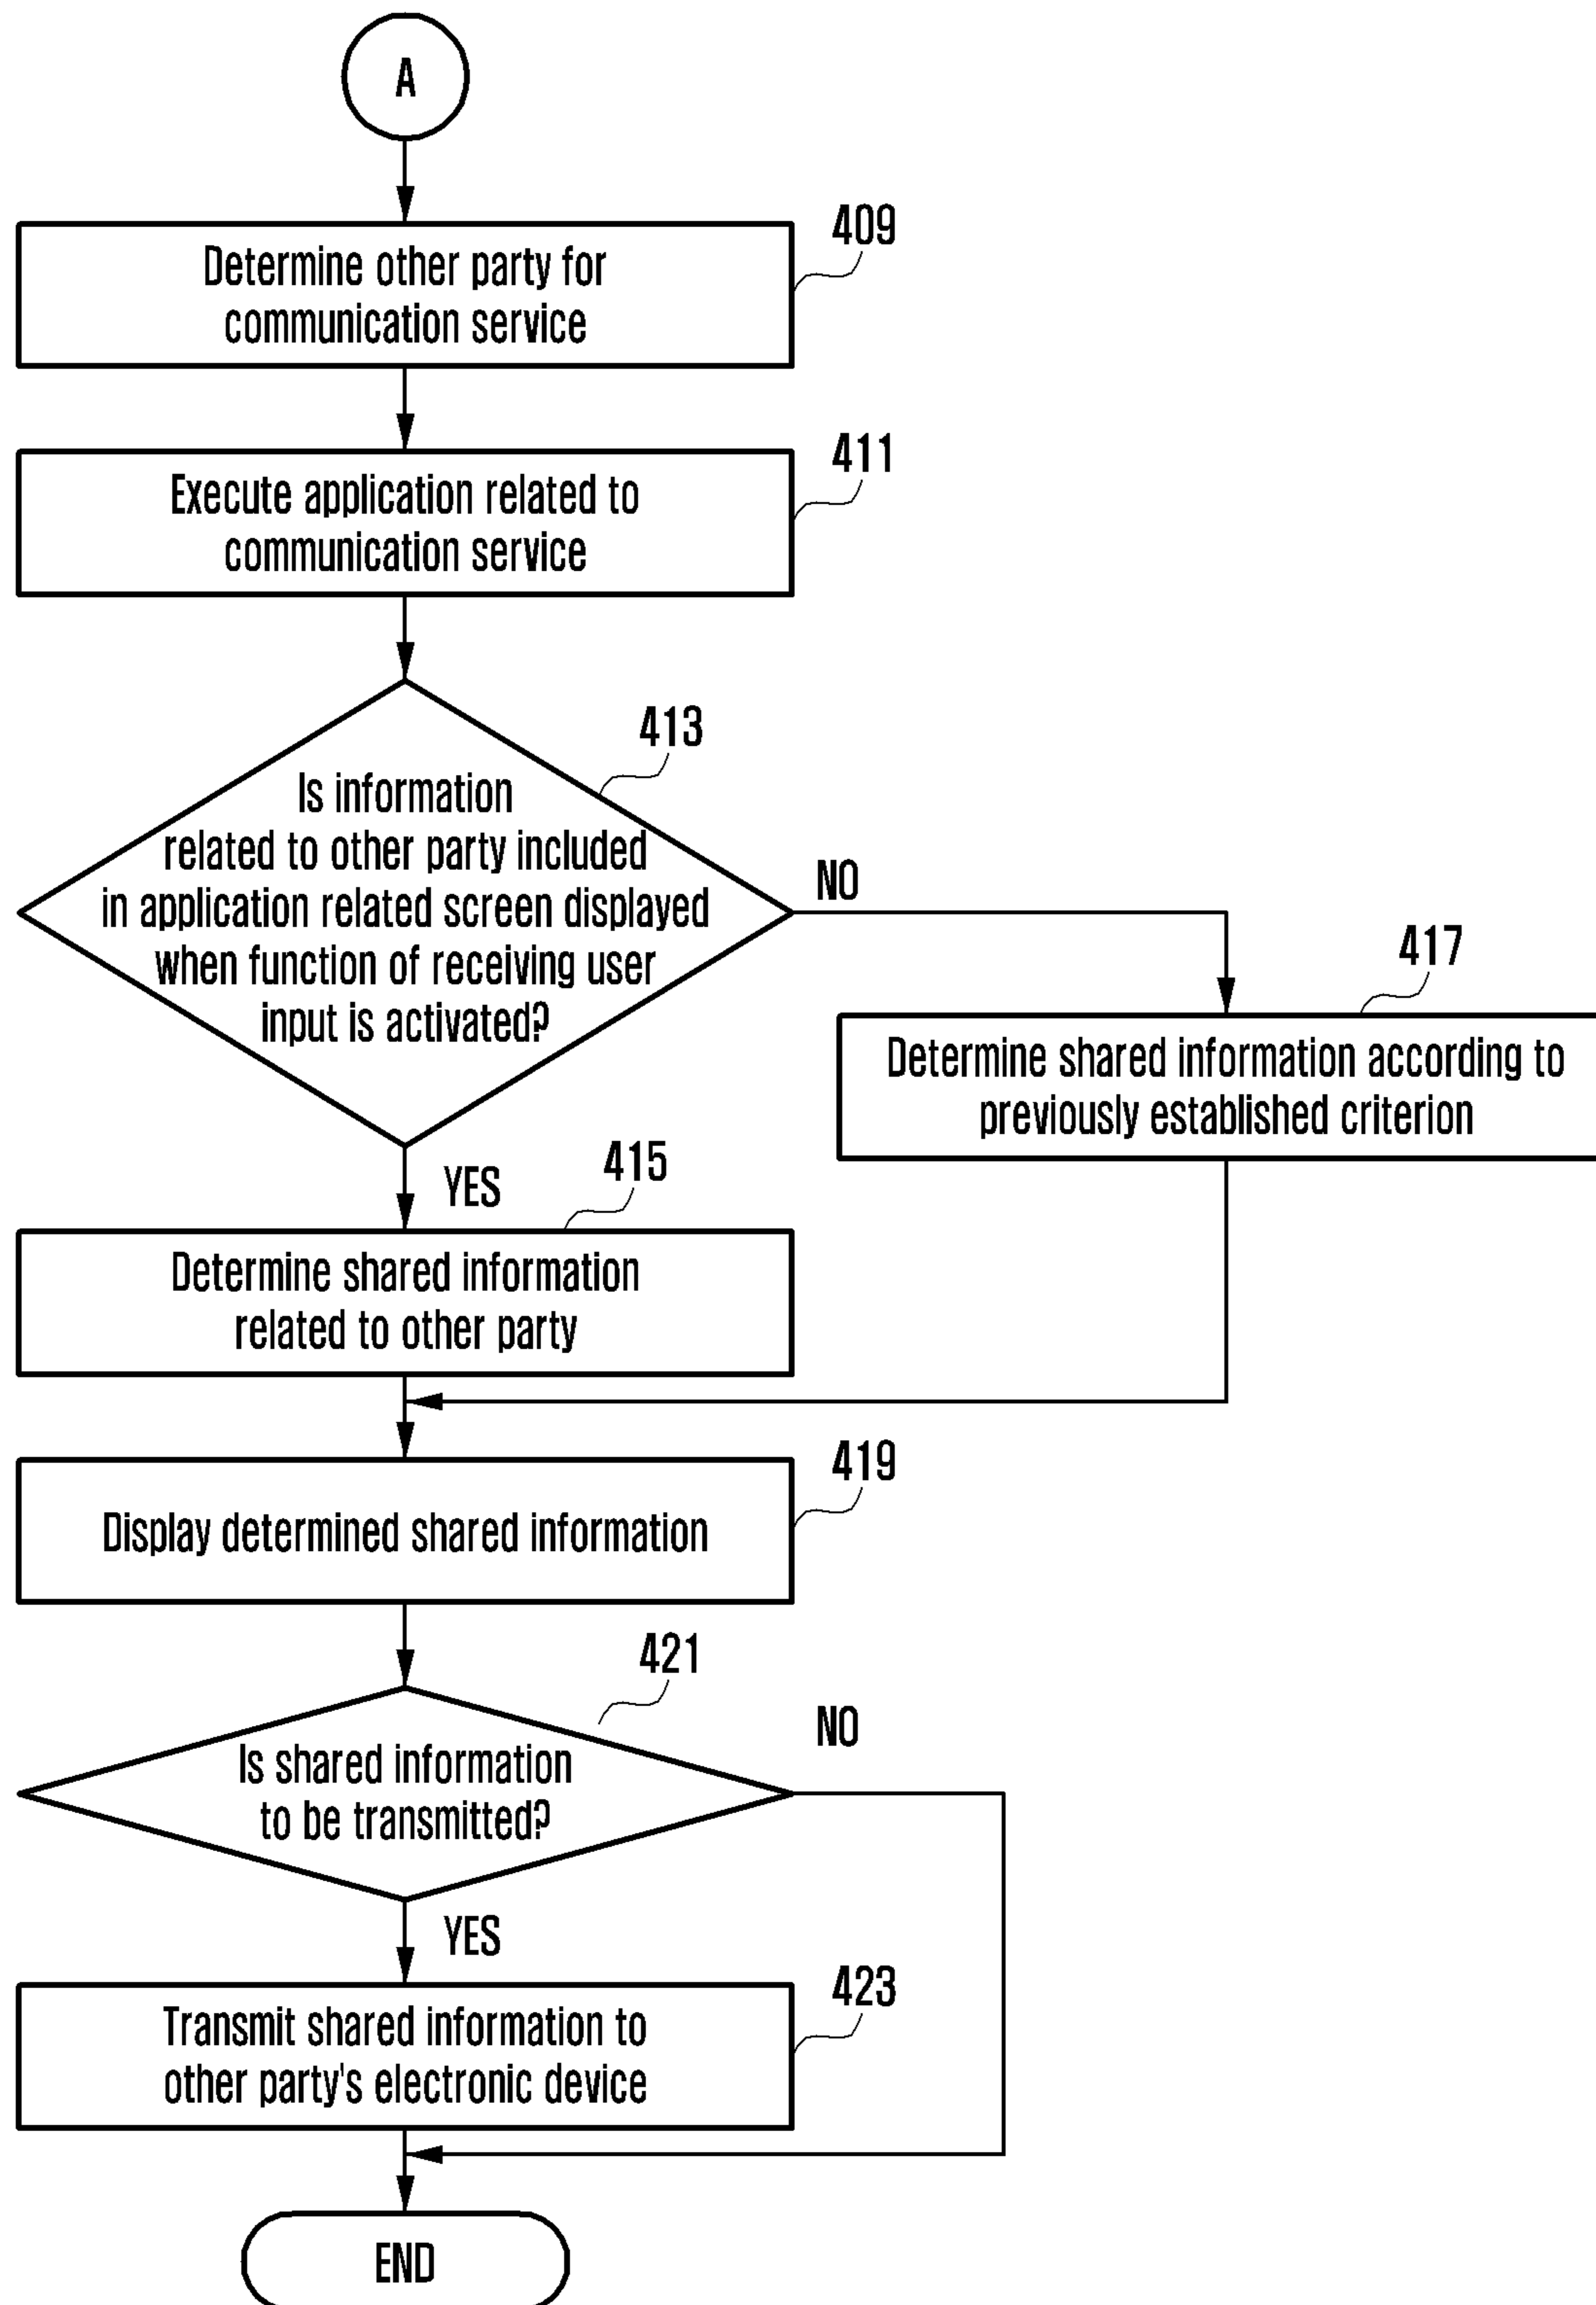 A
409
Determine other party for
communication service
411
Execute application related to
communication service
413
Is information
related to other party included
in application related screen displayed
when function of receiving user
input is activated?
NO
417
Determine shared information according to
previously established criterion
YES
415
Determine shared information
related to other party
419
Display determined shared information
421
Is shared information
to be transmitted?
NO
YES
423
Transmit shared information to
other party's electronic device
END